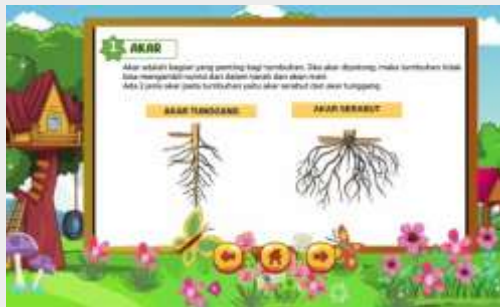 1. AKAR
Akar adalah bagian yang penting bagi tumbuhan. Jika akar dipotong, maka tumbuhan tidak
bisa mengambil nutrisi dari dalam tanah dan akan mati
Ada 2 jenis akar pada tumbuhan yaitu akar serabut dan akar tunggang
AKAR TUNGGANG
AKAR SERABUT